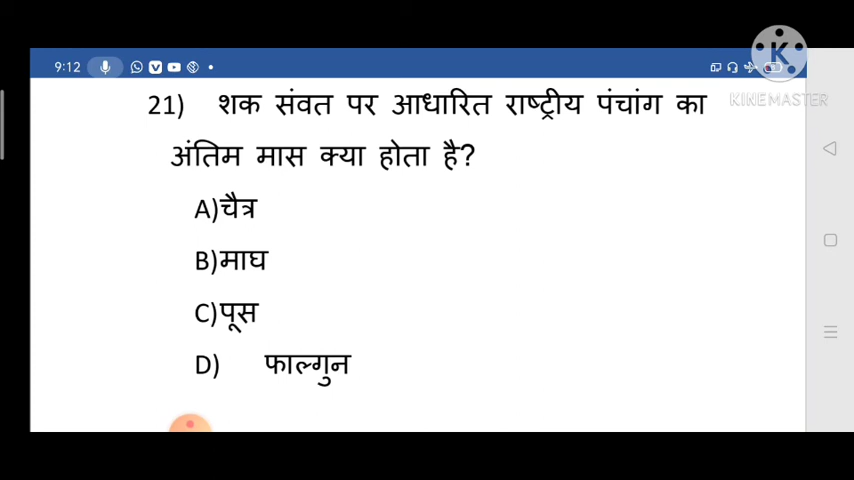 9:12
K
KINEMASTER
21) शक संवत पर आधारित राष्ट्रीय पंचांग का
अंतिम मास क्या होता है?
A)चैत्र
B)माघ
C)पूस
D) फाल्गुन